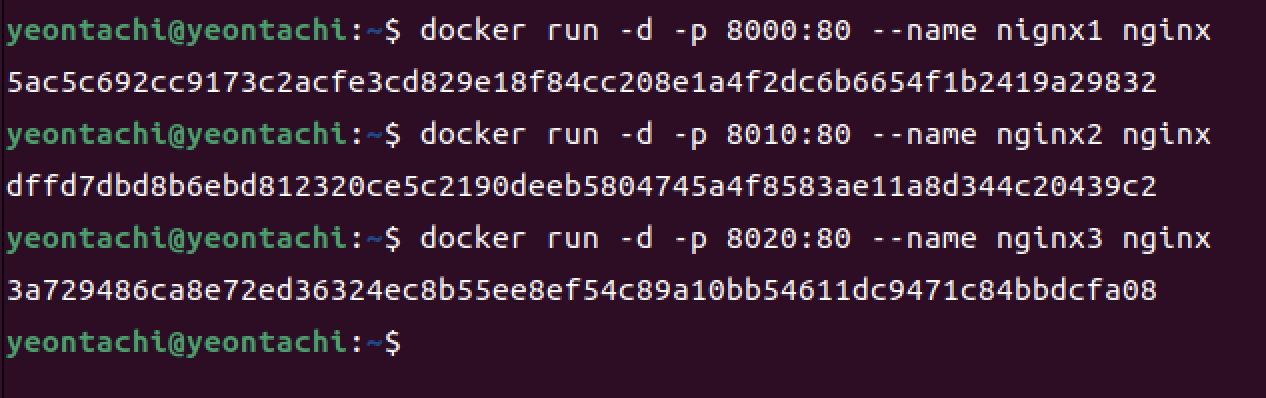 yeontachi@yeontachi:~$ docker run -d -p 8000:80 --name nignx1 nginx
5ac5c692cc9173c2acfe3cd829e18f84cc208e1a4f2dc6b6654f1b2419a29832
yeontachi@yeontachi:~$ docker run -d -p 8010:80 --name nginx2 nginx
dffd7dbd8b6ebd812320ce5c2190deeb5804745a4f8583ae11a8d344c20439c2
yeontachi@yeontachi:~$ docker run -d -p 8020:80 --name nginx3 nginx
3a729486ca8e72ed36324ec8b55ee8ef54c89a10bb54611dc9471c84bbdcfa08
yeontachi@yeontachi:~$